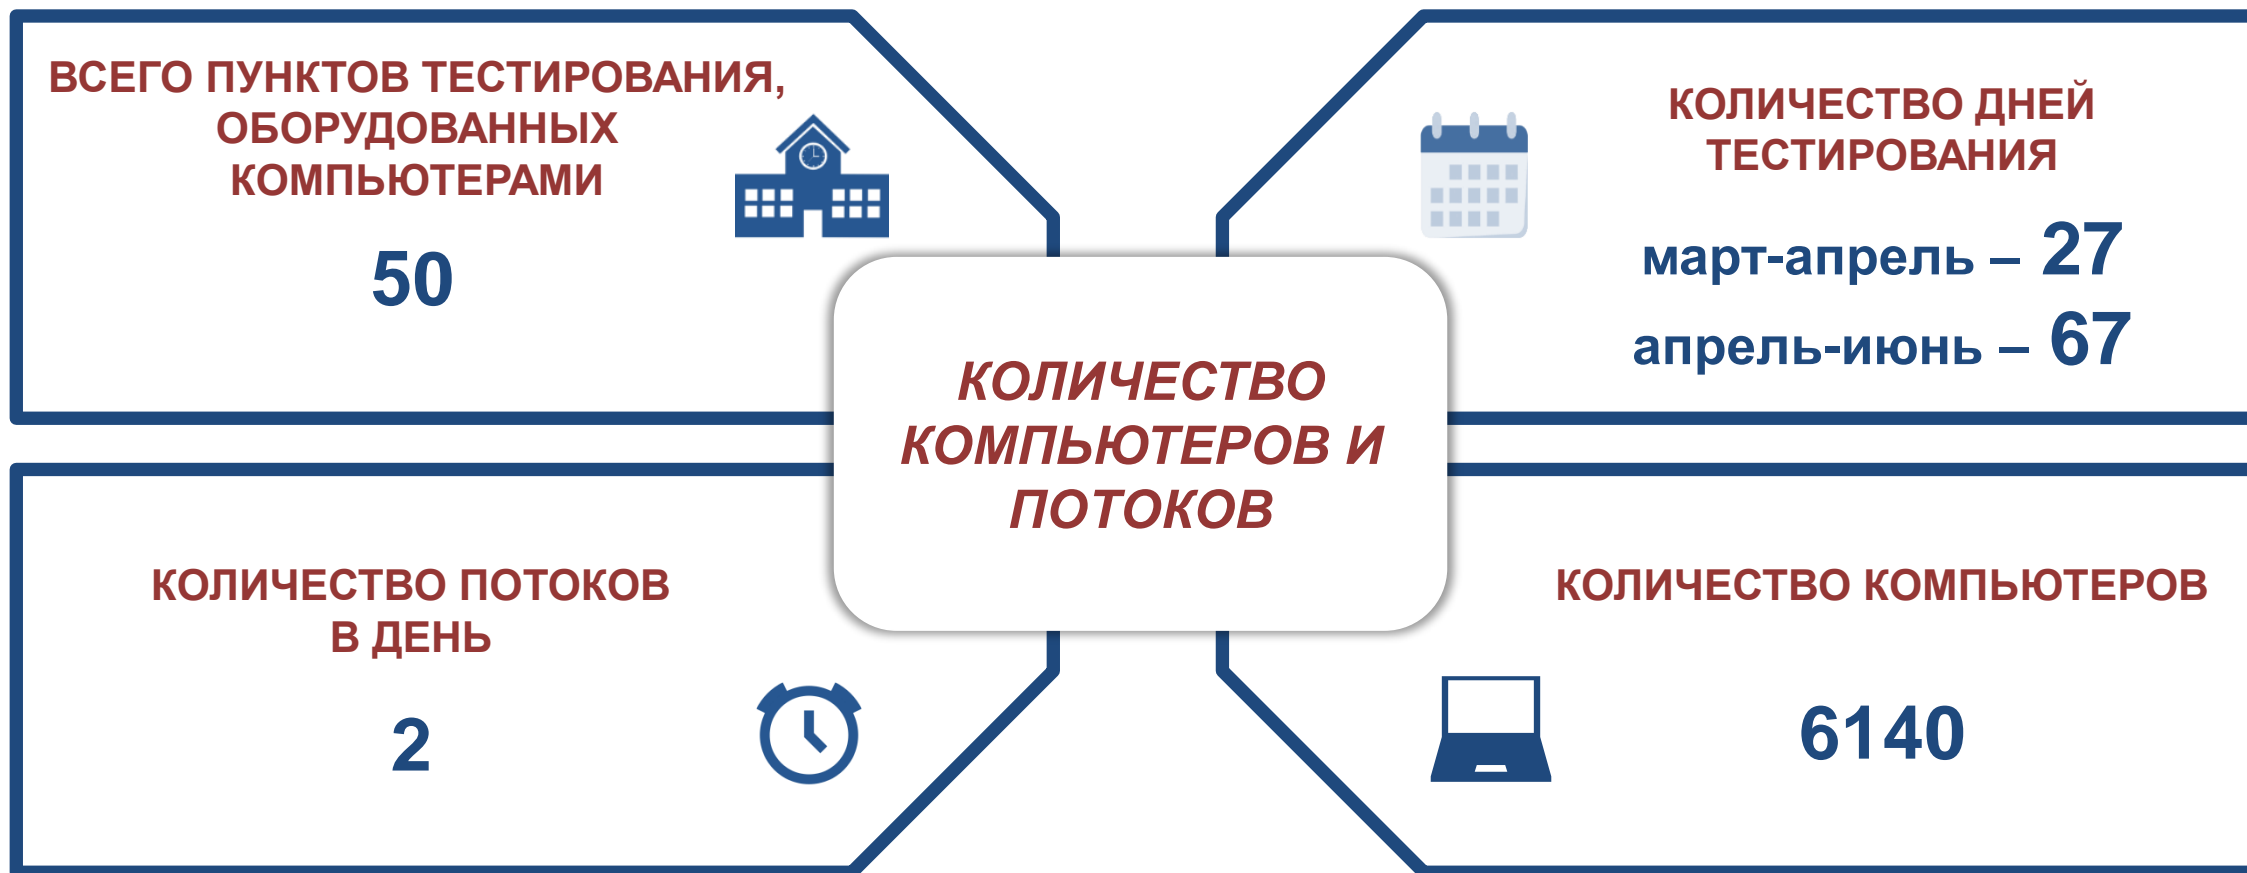 ВСЕГО ПУНКТОВ ТЕСТИРОВАНИЯ,
ОБОРУДОВАННЫХ
КОМПЬЮТЕРАМИ
50
КОЛИЧЕСТВО ДНЕЙ
ТЕСТИРОВАНИЯ
март-апрель – 27
апрель-июнь – 67
КОЛИЧЕСТВО
КОМПЬЮТЕРОВ И
ПОТОКОВ
КОЛИЧЕСТВО ПОТОКОВ
В ДЕНЬ
2
КОЛИЧЕСТВО КОМПЬЮТЕРОВ
6140